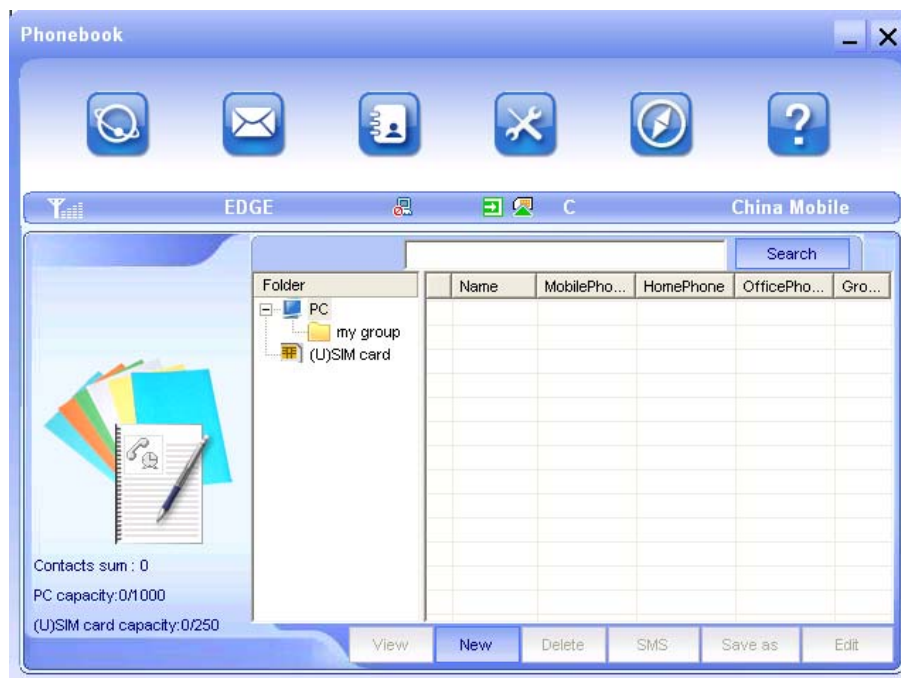 Phonebook
EDGE C China Mobile
Search
Folder Name MobilePho... HomePhone OfficePho... Gro...
PC
my group
(U)SIM card
Contacts sum : 0
PC capacity:0/1000
(U)SIM card capacity:0/250
View New Delete SMS Save as Edit